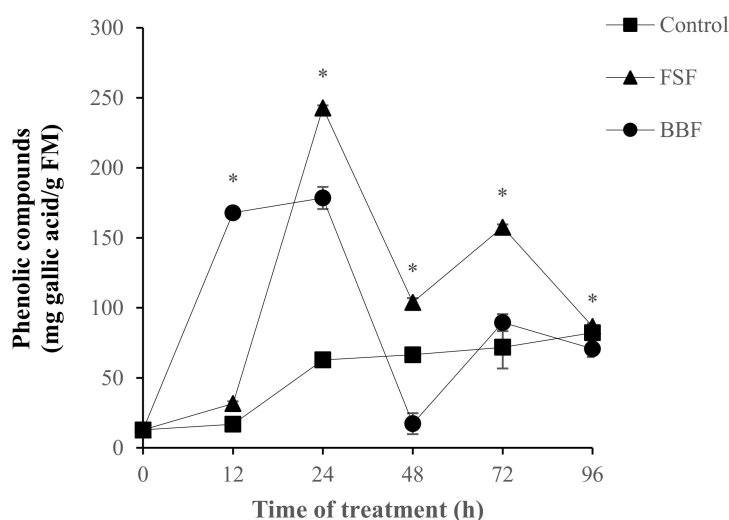 Phenolic compounds
(mg gallic acid/g FM)
300
250
200
150
100
50
0
* * * * *
0 12 24 48 72 96
Time of treatment (h)
Control
FSF
BBF